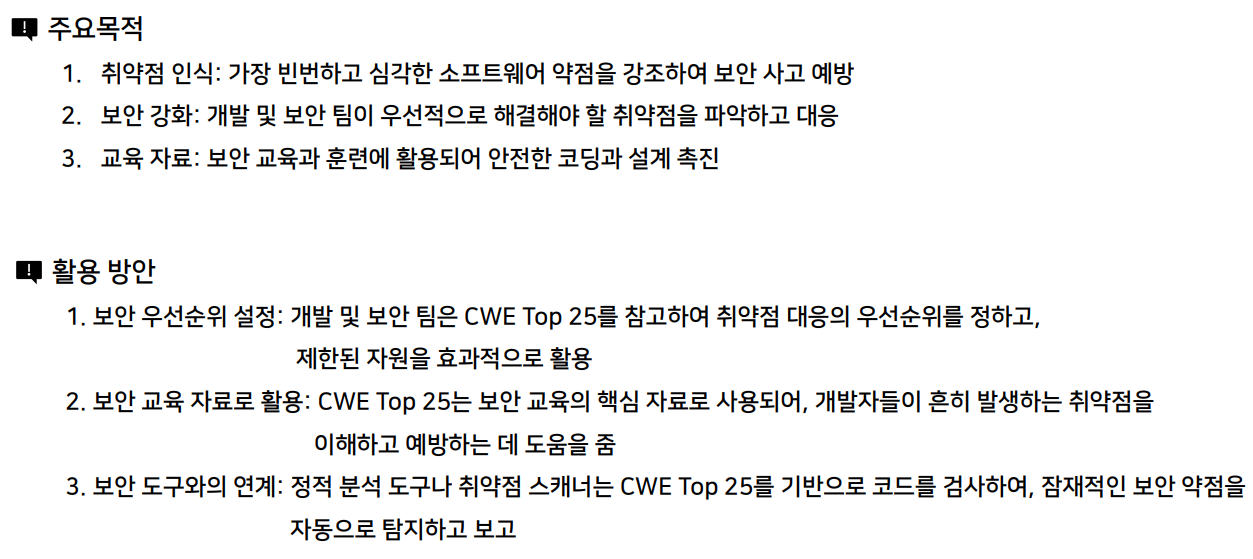 주요목적
1. 취약점 인식: 가장 빈번하고 심각한 소프트웨어 약점을 강조하여 보안 사고 예방
2. 보안 강화: 개발 및 보안 팀이 우선적으로 해결해야 할 취약점을 파악하고 대응
3. 교육 자료: 보안 교육과 훈련에 활용되어 안전한 코딩과 설계 촉진
활용 방안
1. 보안 우선순위 설정: 개발 및 보안 팀은 CWE Top 25를 참고하여 취약점 대응의 우선순위를 정하고,
제한된 자원을 효과적으로 활용
2. 보안 교육 자료로 활용: CWE Top 25는 보안 교육의 핵심 자료로 사용되어, 개발자들이 흔히 발생하는 취약점을
이해하고 예방하는 데 도움을 줌
3. 보안 도구와의 연계: 정적 분석 도구나 취약점 스캐너는 CWE Top 25를 기반으로 코드를 검사하여, 잠재적인 보안 약점을
자동으로 탐지하고 보고